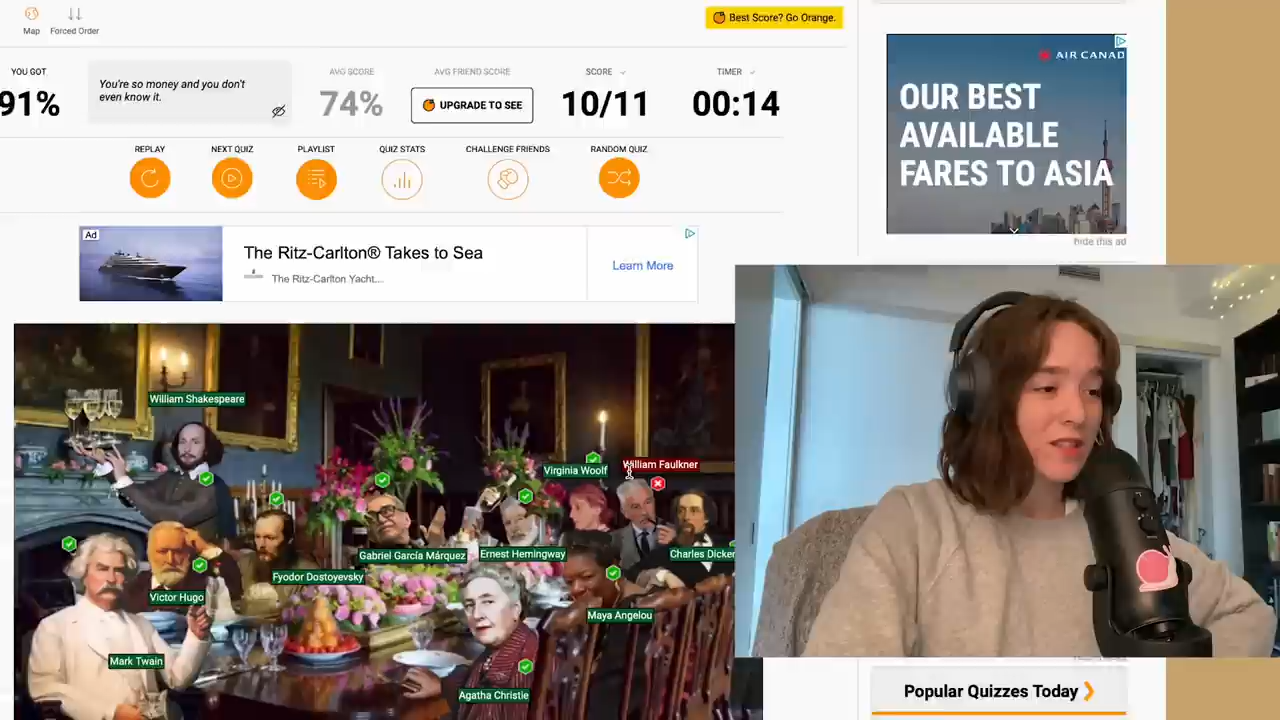 Map
Forced Order
Best Score? Go Orange.
YOU GOT
91%
You're so money and you don't
even know it.
AVG SCORE
74%
AVG FRIEND SCORE
UPGRADE TO SEE
SCORE
10/11
TIMER
00:14
REPLAY
NEXT QUIZ
PLAYLIST
QUIZ STATS
CHALLENGE FRIENDS
RANDOM QUIZ
AIR CANAD
OUR BEST
AVAILABLE
FARES TO ASIA
hide this ad
Ad
The Ritz-Carlton® Takes to Sea
The Ritz-Carlton Yacht...
Learn More
William Shakespeare
Virginia Woolf
William Faulkner
Gabriel García Márquez
Ernest Hemingway
Charles Dicken
Fyodor Dostoyevsky
Victor Hugo
Maya Angelou
Mark Twain
Agatha Christie
Popular Quizzes Today